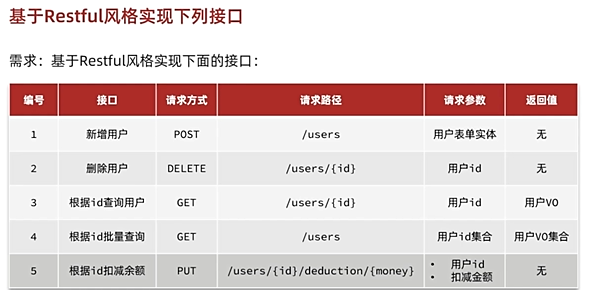 基于Restful风格实现下列接口
需求：基于Restful风格实现下面的接口：
编号 接口 请求方式 请求路径 请求参数 返回值
1 新增用户 POST /users 用户表单实体 无
2 删除用户 DELETE /users/{id} 用户id 无
3 根据id查询用户 GET /users/{id} 用户id 用户VO
4 根据id批量查询 GET /users 用户id集合 用户VO集合
5 根据id扣减余额 PUT /users/{id}/deduction/{money} • 用户id 无
• 扣减金额